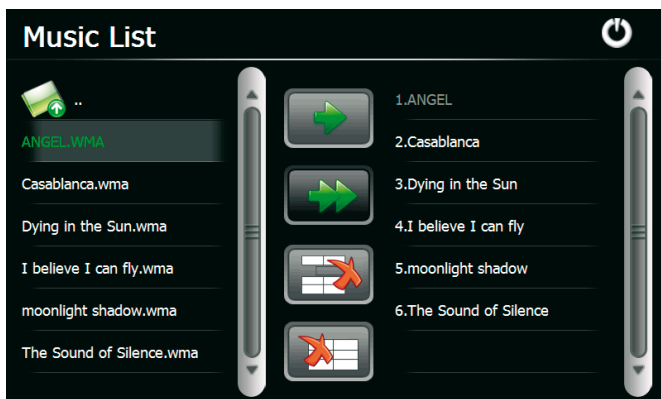 Music List
..
ANGEL.WMA
Casablanca.wma
Dying in the Sun.wma
I believe I can fly.wma
moonlight shadow.wma
The Sound of Silence.wma
1.ANGEL
2.Casablanca
3.Dying in the Sun
4.I believe I can fly
5.moonlight shadow
6.The Sound of Silence